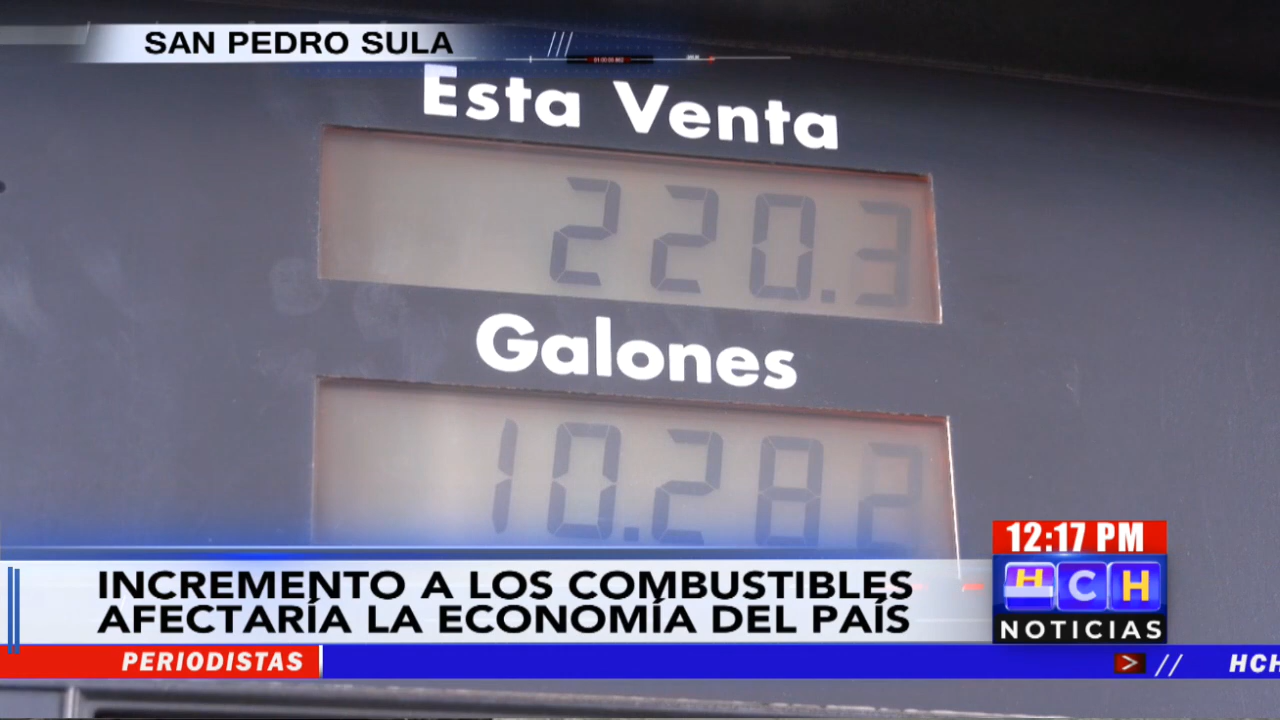 SAN PEDRO SULA
Esta Venta
220.3
Galones
10.282
12:17 PM
INCREMENTO A LOS COMBUSTIBLES
AFECTARÍA LA ECONOMÍA DEL PAÍS
HCH
NOTICIAS
PERIODISTAS
HCH